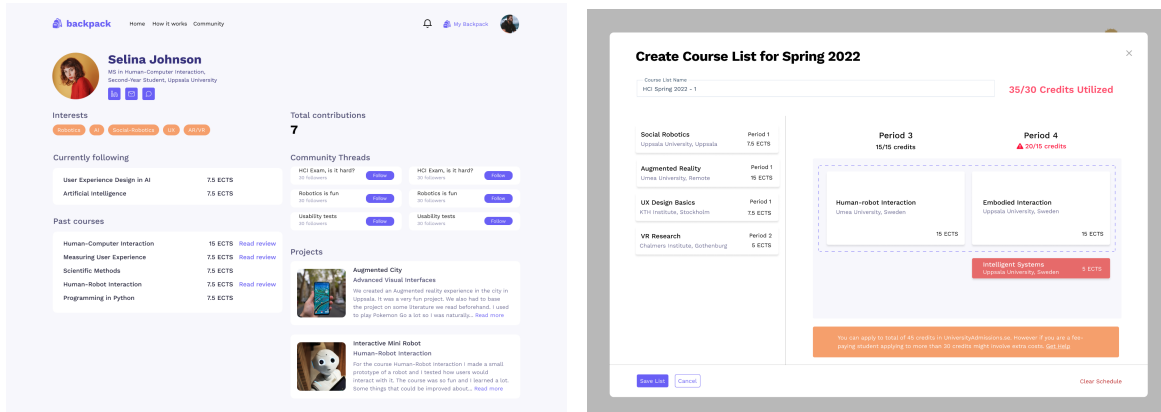 backpack
Home How it works Community
My Backpack
Selina Johnson
MS in Human-Computer Interaction,
Second-Year Student, Uppsala University
in
Interests
Robotics AI Social-Robotics UX AR/VR
Currently following
User Experience Design in AI 7.5 ECTS
Artificial Intelligence 7.5 ECTS
Past courses
Human-Computer Interaction 15 ECTS Read review
Measuring User Experience 7.5 ECTS Read review
Scientific Methods 7.5 ECTS
Human-Robot Interaction 7.5 ECTS Read review
Programming in Python 7.5 ECTS
Total contributions
7
Community Threads
HCI Exam, is it hard?
30 followers
Follow
HCI Exam, is it hard?
30 followers
Follow
Robotics is fun
30 followers
Follow
Robotics is fun
30 followers
Follow
Usability tests
30 followers
Follow
Usability tests
30 followers
Follow
Projects
Augmented City
Advanced Visual Interfaces
We created an Augmented reality experience in the city in
Uppsala. It was a very fun project. We also had to base
the project on some literature we read beforehand. I used
to play Pokemon Go a lot so I was naturally... Read more
Interactive Mini Robot
Human-Robot Interaction
For the course Human-Robot Interaction I made a small
prototype of a robot and I tested how users would
interact with it. The course was so fun and I learned a lot.
Some things that could be improved about... Read more
Create Course List for Spring 2022
Course List Name
HCI Spring 2022 - 1
35/30 Credits Utilized
Social Robotics Period 1
Uppsala University, Uppsala 7.5 ECTS
Augmented Reality Period 1
Umea University, Remote 15 ECTS
UX Design Basics Period 1
KTH Institute, Stockholm 7.5 ECTS
VR Research Period 2
Chalmers Institute, Gothenburg 5 ECTS
Period 3
15/15 credits
Period 4
20/15 credits
Human-robot Interaction
Umea University, Sweden
15 ECTS
Embodied Interaction
Uppsala University, Sweden
15 ECTS
Intelligent Systems
Uppsala University, Sweden
5 ECTS
You can apply to total of 45 credits in UniversityAdmissions.se. However if you are a fee-
paying student applying to more than 30 credits might involve extra costs. Get Help
Save List
Cancel
Clear Schedule